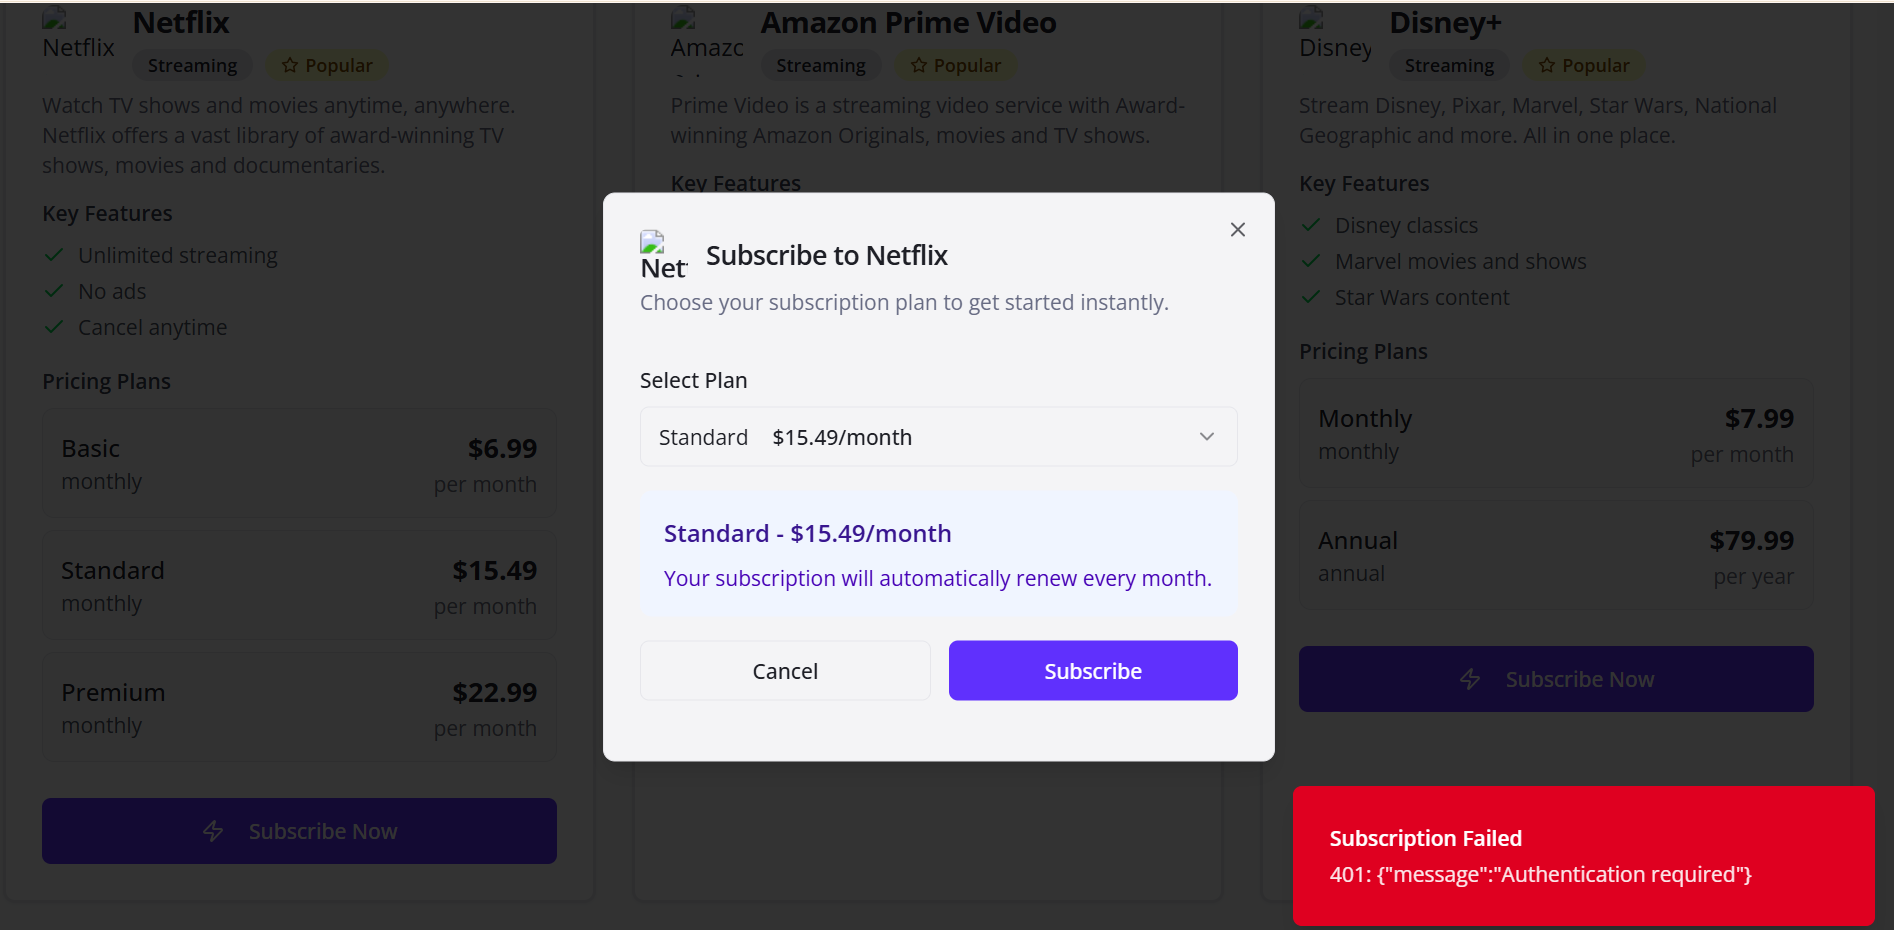 Netflix
Netflix
Streaming
Popular
Watch TV shows and movies anytime, anywhere.
Netflix offers a vast library of award-winning TV
shows, movies and documentaries.
Key Features
Unlimited streaming
No ads
Cancel anytime
Pricing Plans
Basic
$6.99
monthly
per month
Standard
$15.49
monthly
per month
Premium
$22.99
monthly
per month
Subscribe Now
Amazon Prime Video
Streaming
Popular
Prime Video is a streaming video service with Award-
winning Amazon Originals, movies and TV shows.
Key Features
Disney
Disney+
Streaming
Popular
Stream Disney, Pixar, Marvel, Star Wars, National
Geographic and more. All in one place.
Key Features
Disney classics
Marvel movies and shows
Star Wars content
Pricing Plans
Monthly
$7.99
monthly
per month
Annual
$79.99
annual
per year
Subscribe Now
Subscribe to Netflix
Choose your subscription plan to get started instantly.
Select Plan
Standard $15.49/month
Standard - $15.49/month
Your subscription will automatically renew every month.
Cancel
Subscribe
Subscription Failed
401: {"message":"Authentication required"}